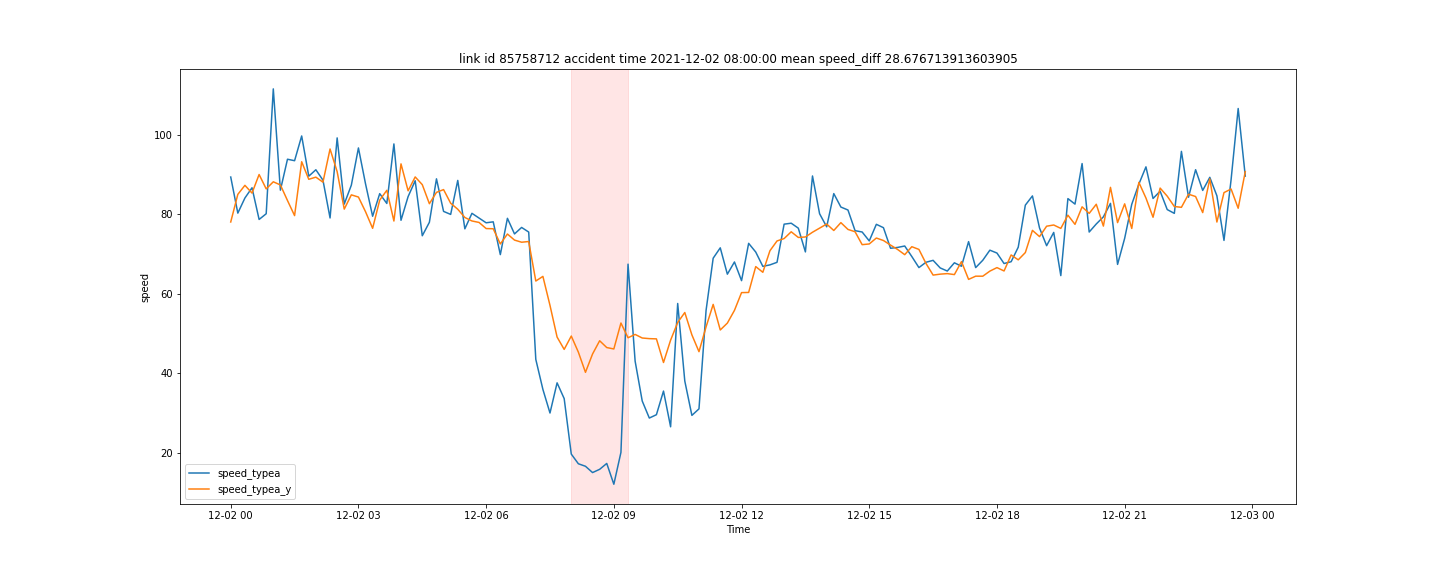 link id 85758712 accident time 2021-12-02 08:00:00 mean speed_diff 28.676713913603905
100
80
60
40
20
speed
speed_typea
speed_typea_y
12-02 00 12-02 03 12-02 06 12-02 09 12-02 12 12-02 15 12-02 18 12-02 21 12-03 00
Time